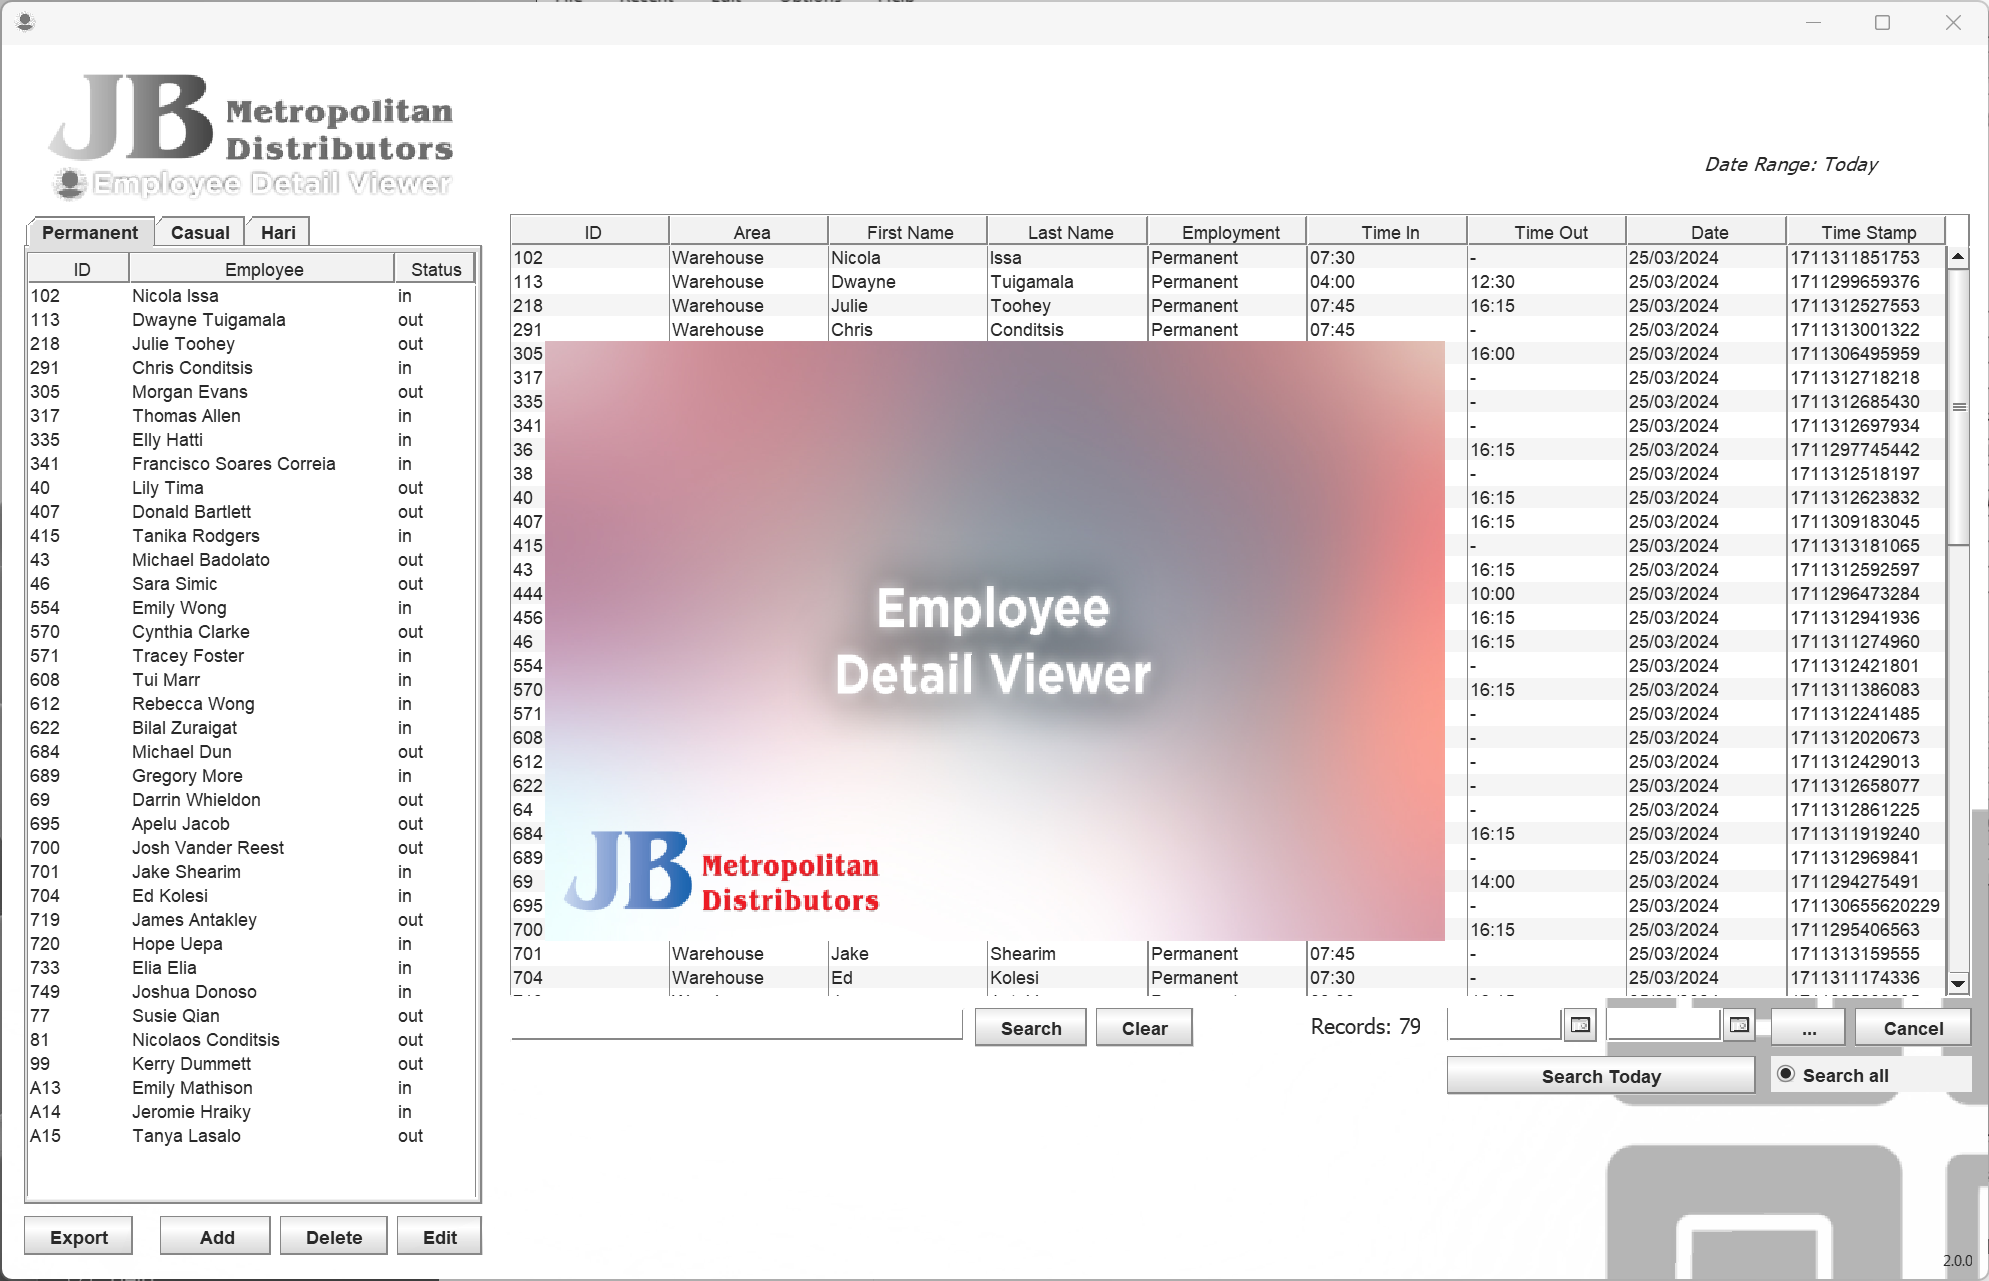 JB Metropolitan
Distributors
Employee Detail Viewer
Date Range: Today
Permanent Casual Hari
ID Employee Status
102 Nicola Issa in
113 Dwayne Tuigamala out
218 Julie Toohey out
291 Chris Conditsis in
305 Morgan Evans out
317 Thomas Allen in
335 Elly Hatti in
341 Francisco Soares Correia in
40 Lily Tima out
407 Donald Bartlett out
415 Tanika Rodgers in
43 Michael Badolato out
46 Sara Simic out
554 Emily Wong in
570 Cynthia Clarke out
571 Tracey Foster in
608 Tui Marr in
612 Rebecca Wong in
622 Bilal Zuraigat in
684 Michael Dun out
689 Gregory More in
69 Darrin Whieldon out
695 Apelu Jacob out
700 Josh Vander Reest out
701 Jake Shearim in
704 Ed Kolesi in
719 James Antakley out
720 Hope Uepa in
733 Elia Elia in
749 Joshua Donoso in
77 Susie Qian out
81 Nicolaos Conditsis out
99 Kerry Dummett out
A13 Emily Mathison in
A14 Jeromie Hraiky in
A15 Tanya Lasalo out
Export Add Delete Edit
ID Area First Name Last Name Employment Time In Time Out Date Time Stamp
102 Warehouse Nicola Issa Permanent 07:30 - 25/03/2024 1711311851753
113 Warehouse Dwayne Tuigamala Permanent 04:00 12:30 25/03/2024 1711299659376
218 Warehouse Julie Toohey Permanent 07:45 16:15 25/03/2024 1711312527553
291 Warehouse Chris Conditsis Permanent 07:45 - 25/03/2024 1711313001322
305 16:00 25/03/2024 1711306495959
317 - 25/03/2024 1711312718218
335 - 25/03/2024 1711312685430
341 - 25/03/2024 1711312697934
36 16:15 25/03/2024 1711297745442
38 - 25/03/2024 1711312518197
40 16:15 25/03/2024 1711312623832
407 16:15 25/03/2024 1711309183045
415 - 25/03/2024 1711313181065
43 16:15 25/03/2024 1711312592597
444 10:00 25/03/2024 1711296473284
456 16:15 25/03/2024 1711312941936
46 16:15 25/03/2024 1711311274960
554 - 25/03/2024 1711312421801
570 16:15 25/03/2024 1711311386083
571 - 25/03/2024 1711312241485
608 - 25/03/2024 1711312020673
612 - 25/03/2024 1711312429013
622 - 25/03/2024 1711312658077
64 - 25/03/2024 1711312861225
684 16:15 25/03/2024 1711311919240
689 - 25/03/2024 1711312969841
69 14:00 25/03/2024 1711294275491
695 - 25/03/2024 171130655620229
700 16:15 25/03/2024 1711295406563
701 Warehouse Jake Shearim Permanent 07:45 - 25/03/2024 1711313159555
704 Warehouse Ed Kolesi Permanent 07:30 - 25/03/2024 1711311174336
Employee
Detail Viewer
JB Metropolitan
Distributors
Search Clear Records: 79 ... Cancel
Search Today Search all
2.0.0